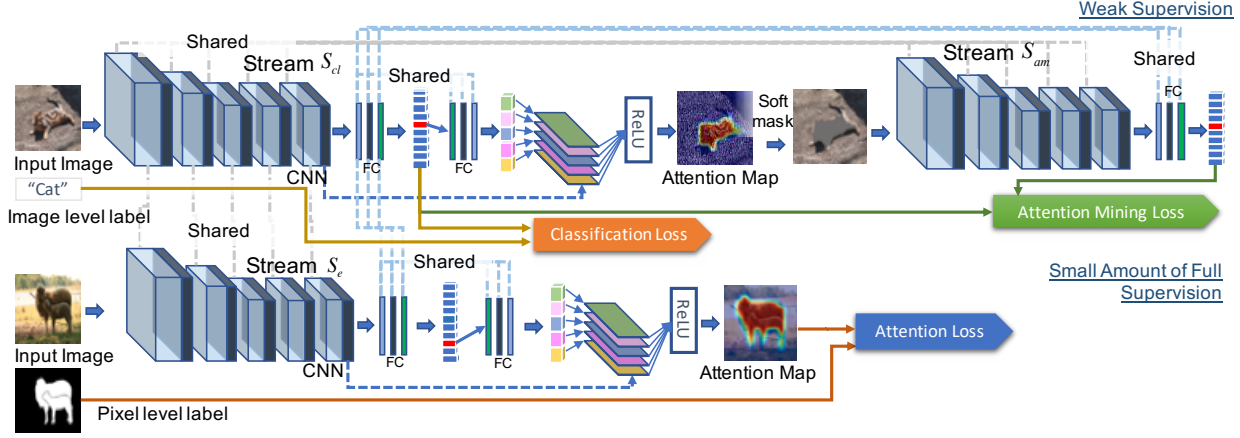 Weak Supervision
Shared
Stream S_cl
Shared
FC
FC
ReLU
Soft
mask
Stream S_am
Shared
FC
Input Image
CNN
Attention Map
"Cat"
Image level label
Classification Loss
Attention Mining Loss
Shared
Stream S_e
Shared
FC
FC
ReLU
Small Amount of Full
Supervision
Attention Loss
Input Image
CNN
Attention Map
Pixel level label